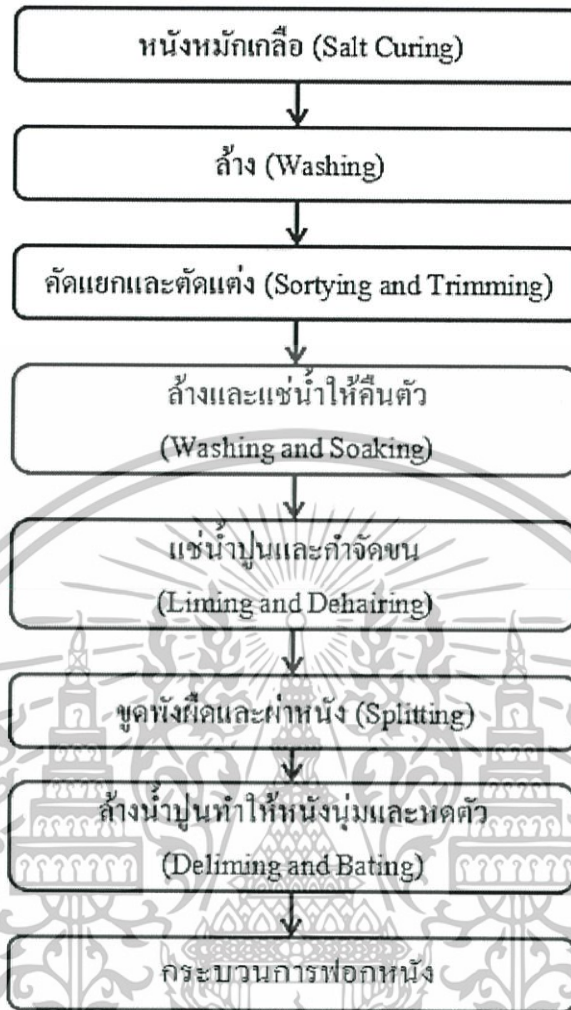 หนังหมักเกลือ (Salt Curing)
ล้าง (Washing)
คัดแยกและตัดแต่ง (Sortying and Trimming)
ล้างและแช่น้ำให้คืนตัว
(Washing and Soaking)
แช่น้ำปูนและกำจัดขน
(Liming and Dehairing)
ขูดพังผืดและผ่าหนัง (Splitting)
ล้างน้ำปูนทำให้หนังนุ่มและหดตัว
(Deliming and Bating)
กระบวนการฟอกหนัง